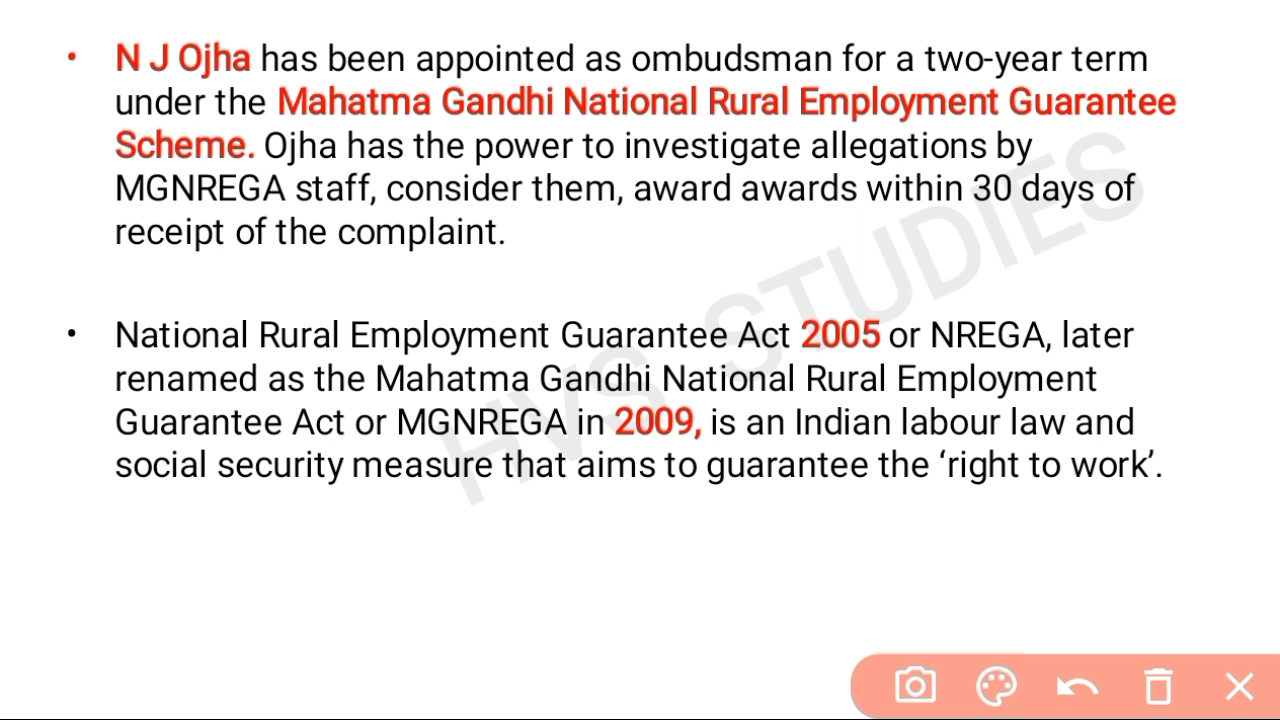 • N J Ojha has been appointed as ombudsman for a two-year term
under the Mahatma Gandhi National Rural Employment Guarantee
Scheme. Ojha has the power to investigate allegations by
MGNREGA staff, consider them, award awards within 30 days of
receipt of the complaint.
• National Rural Employment Guarantee Act 2005 or NREGA, later
renamed as the Mahatma Gandhi National Rural Employment
Guarantee Act or MGNREGA in 2009, is an Indian labour law and
social security measure that aims to guarantee the ‘right to work’.
HVS STUDIES